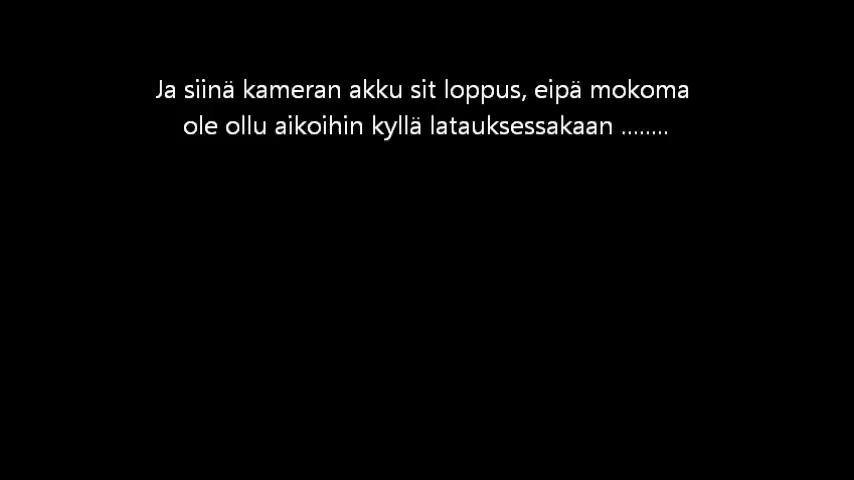 Ja siinä kameran akku sit loppus, eipä mokoma
ole ollu aikoihin kyllä latauksessakaan ........